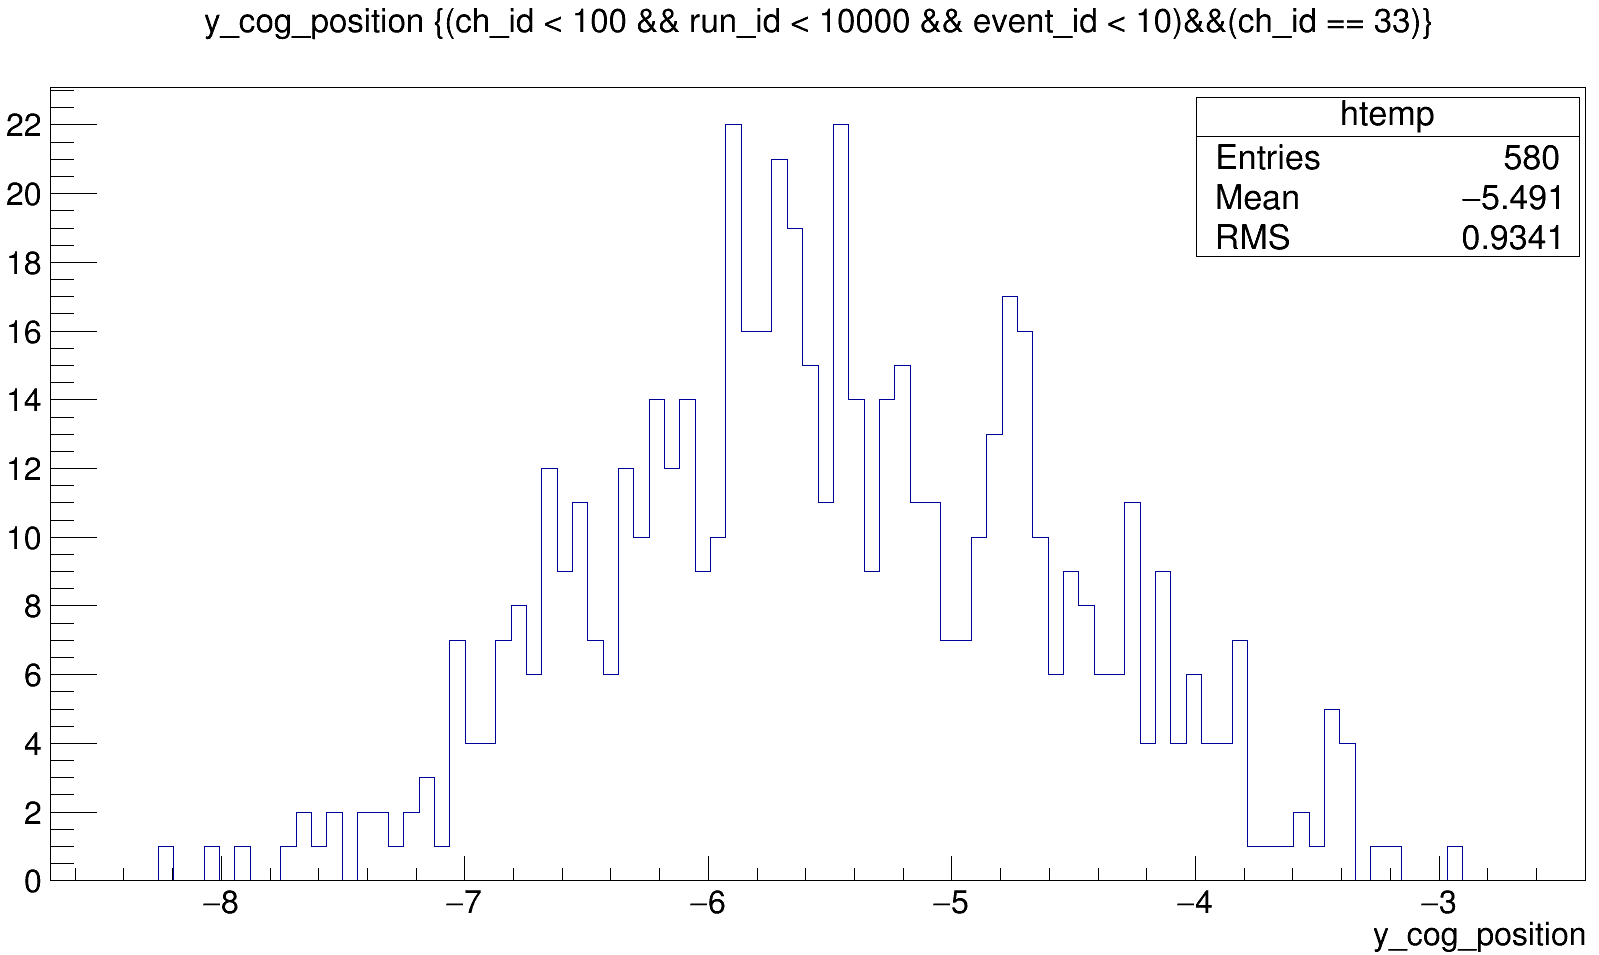 y_cog_position {(ch_id < 100 && run_id < 10000 && event_id < 10)&&(ch_id == 33)}
htemp
Entries 580
Mean −5.491
RMS 0.9341
22
20
18
16
14
12
10
8
6
4
2
0
−8 −7 −6 −5 −4 −3
y_cog_position